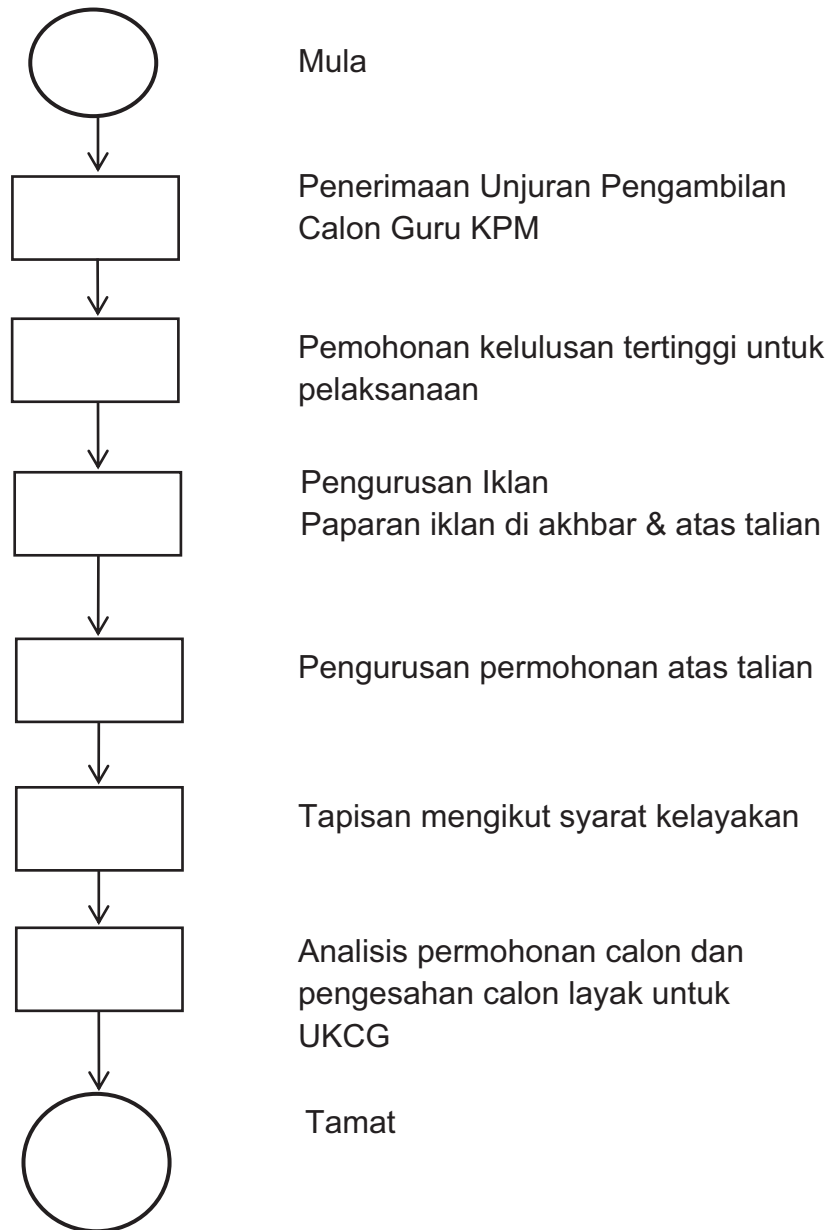 Mula
Penerimaan Unjuran Pengambilan
Calon Guru KPM
Pemohonan kelulusan tertinggi untuk
pelaksanaan
Pengurusan Iklan
Paparan iklan di akhbar & atas talian
Pengurusan permohonan atas talian
Tapisan mengikut syarat kelayakan
Analisis permohonan calon dan
pengesahan calon layak untuk
UKCG
Tamat